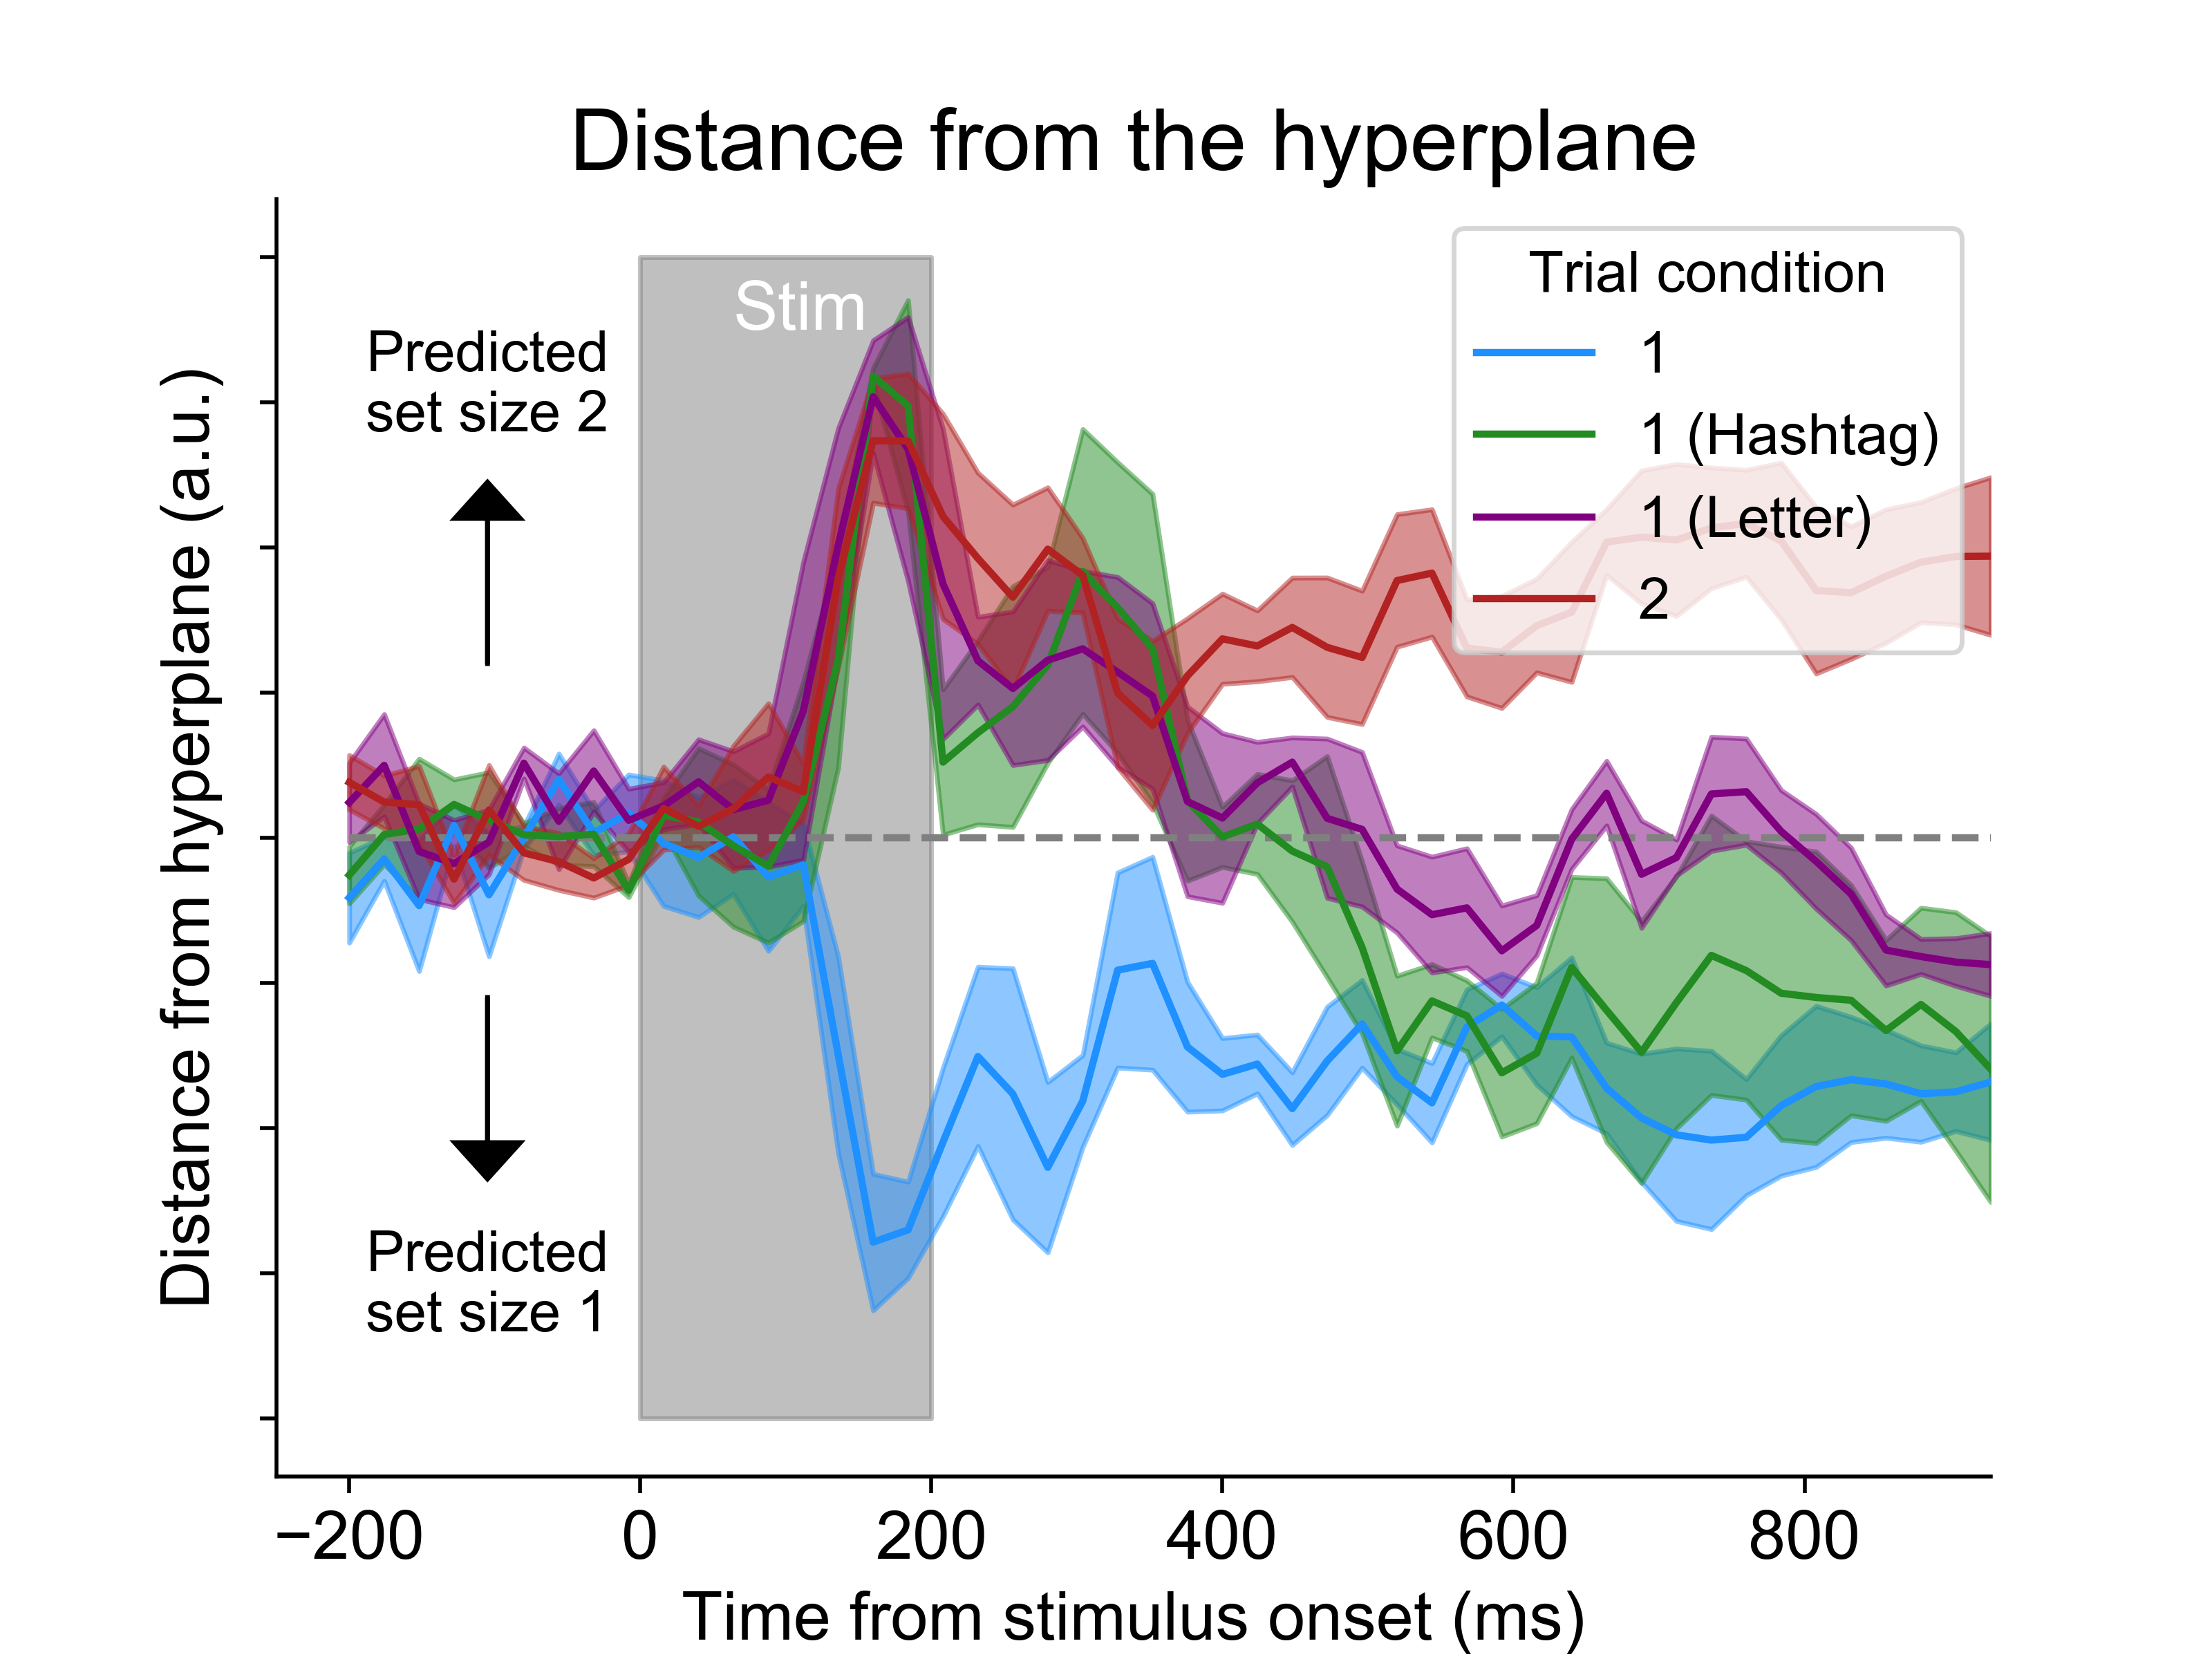 Distance from the hyperplane
Stim
Trial condition
1
1 (Hashtag)
1 (Letter)
2
Predicted
set size 2
Predicted
set size 1
Distance from hyperplane (a.u.)
−200 0 200 400 600 800
Time from stimulus onset (ms)